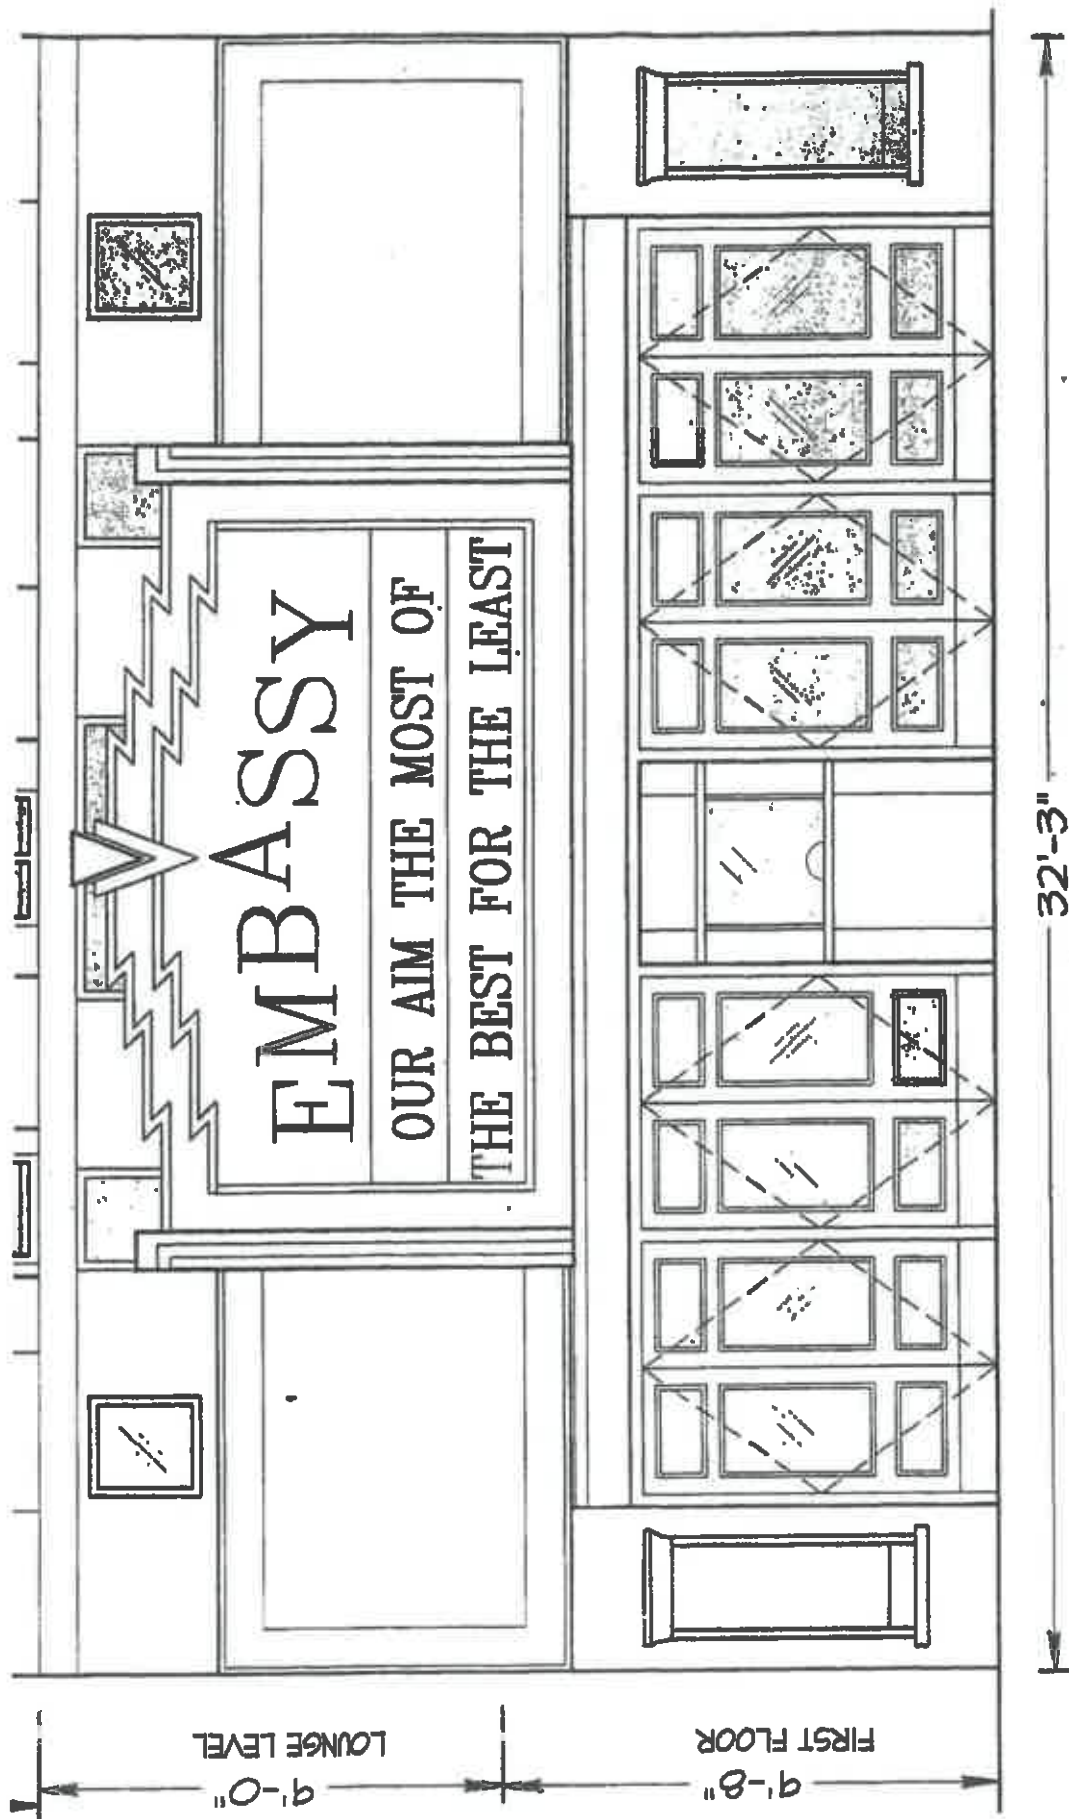 EMBASSY
OUR AIM THE MOST OF
THE BEST FOR THE LEAST
9'-0"
LOUNGE LEVEL
9'-8"
FIRST FLOOR
32'-3"